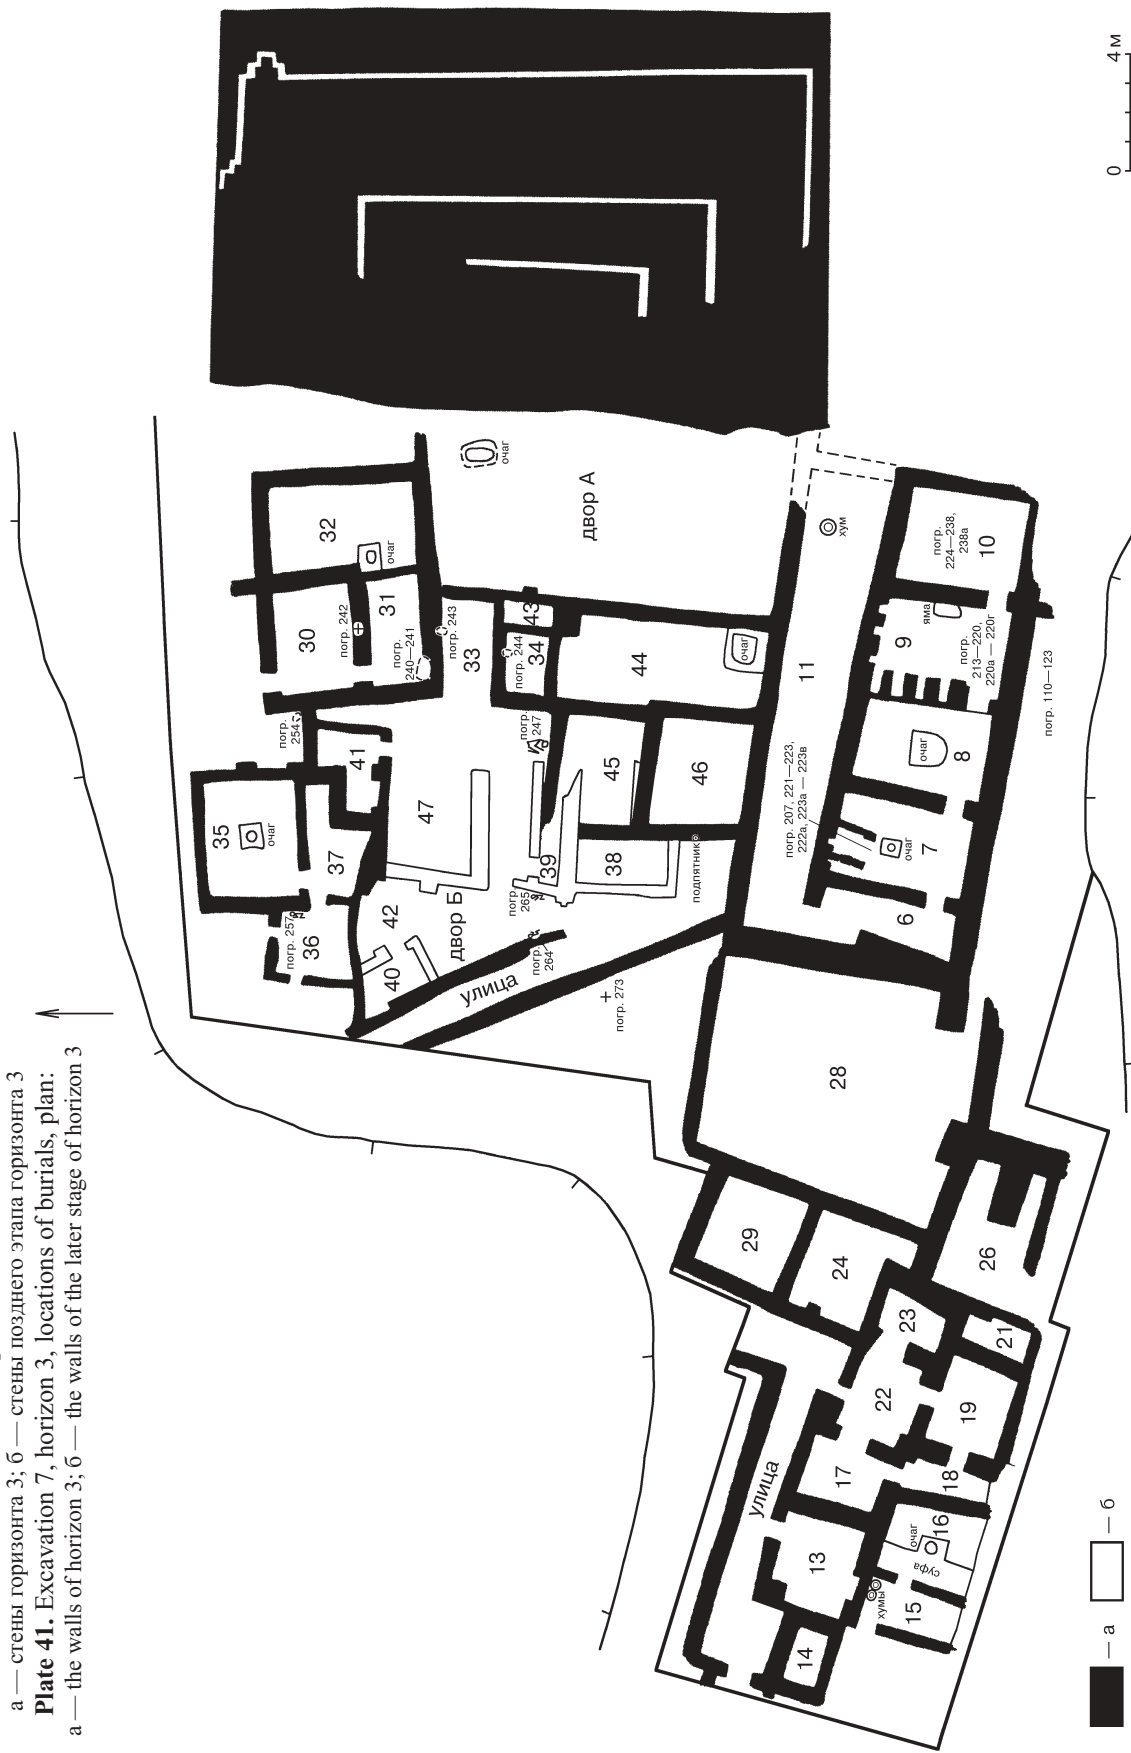 а — стены горизонта 3; б — стены позднего этапа горизонта 3
Plate 41. Excavation 7, horizon 3, locations of burials, plan:
а — the walls of horizon 3; б — the walls of the later stage of horizon 3
35
очаг
36
погр. 257
37
41
погр.
254
30
погр. 242
32
очаг
31
погр.
240—241
погр. 243
33
43
34
погр. 244
погр.
247
47
42
40
двор Б
улица
погр.
264
погр.
265
39
38
45
46
44
очаг
подпятник
погр. 273
двор А
очаг
11
хум
погр. 207, 221—223,
222а, 223а — 223в
6
7
очаг
8
очаг
9
яма
погр.
213—220,
220а — 220г
10
погр.
224—238,
238а
погр. 110—123
28
29
24
26
23
21
22
19
18
17
улица
13
14
16
очаг
суфа
15
хумы
— а
— б
0
4 м